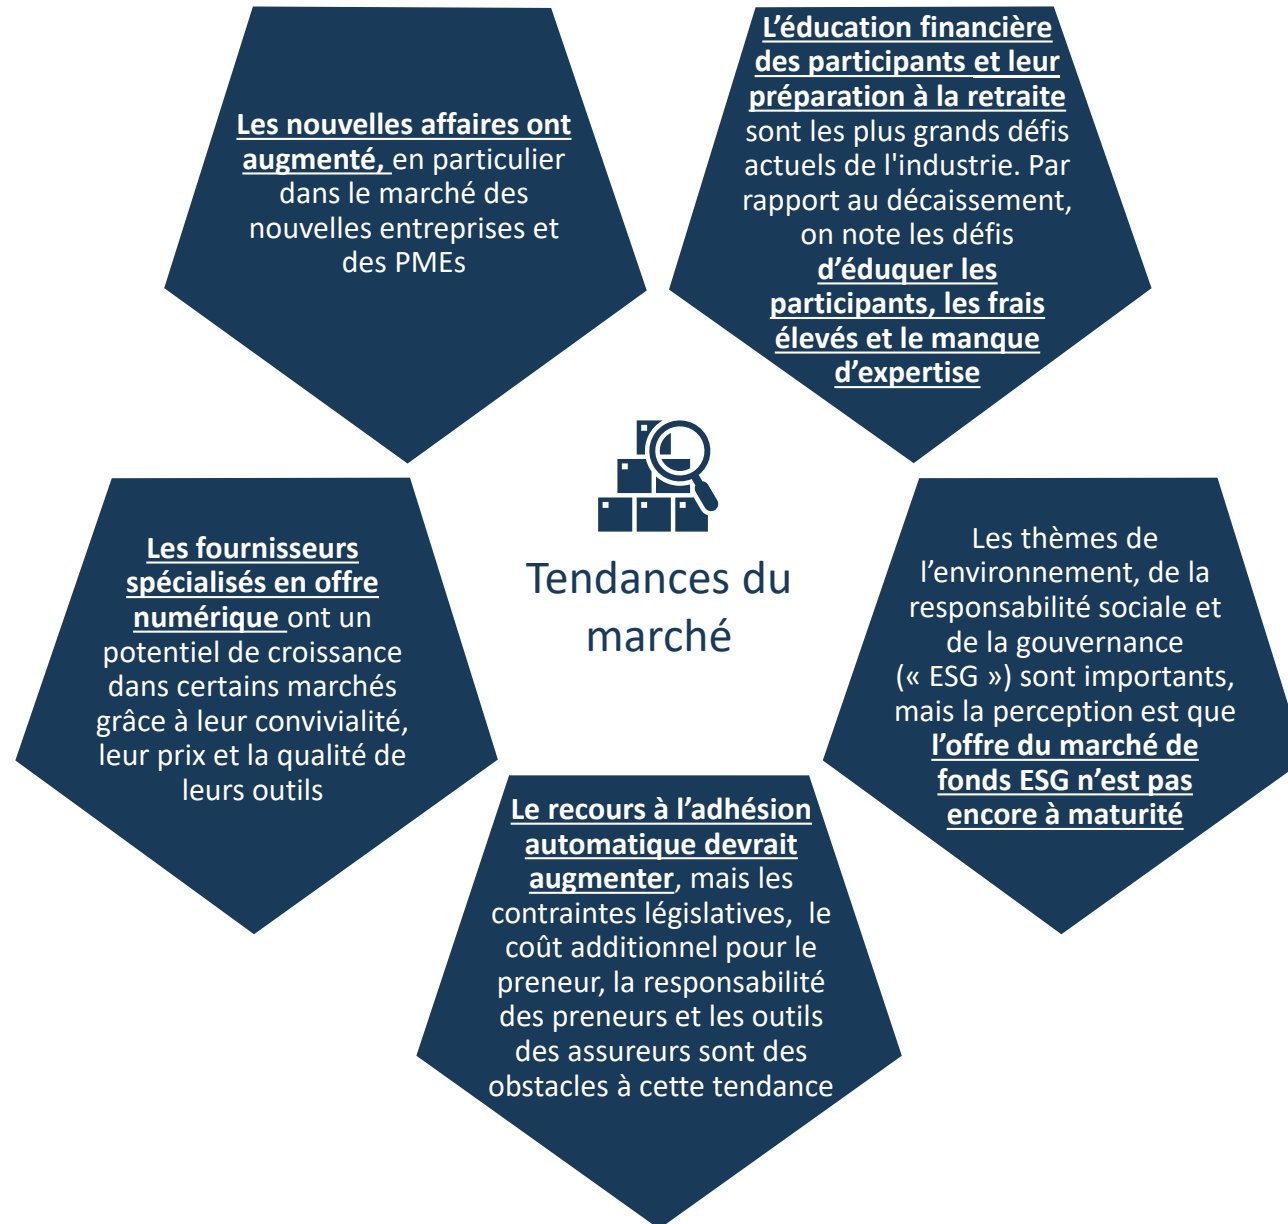 Les nouvelles affaires ont
augmenté, en particulier
dans le marché des
nouvelles entreprises et
des PMEs
L’éducation financière
des participants et leur
préparation à la retraite
sont les plus grands défis
actuels de l'industrie. Par
rapport au décaissement,
on note les défis
d’éduquer les
participants, les frais
élevés et le manque
d’expertise
Tendances du
marché
Les fournisseurs
spécialisés en offre
numérique ont un
potentiel de croissance
dans certains marchés
grâce à leur convivialité,
leur prix et la qualité de
leurs outils
Les thèmes de
l’environnement, de la
responsabilité sociale et
de la gouvernance
(« ESG ») sont importants,
mais la perception est que
l’offre du marché de
fonds ESG n’est pas
encore à maturité
Le recours à l’adhésion
automatique devrait
augmenter, mais les
contraintes législatives,  le
coût additionnel pour le
preneur, la responsabilité
des preneurs et les outils
des assureurs sont des
obstacles à cette tendance